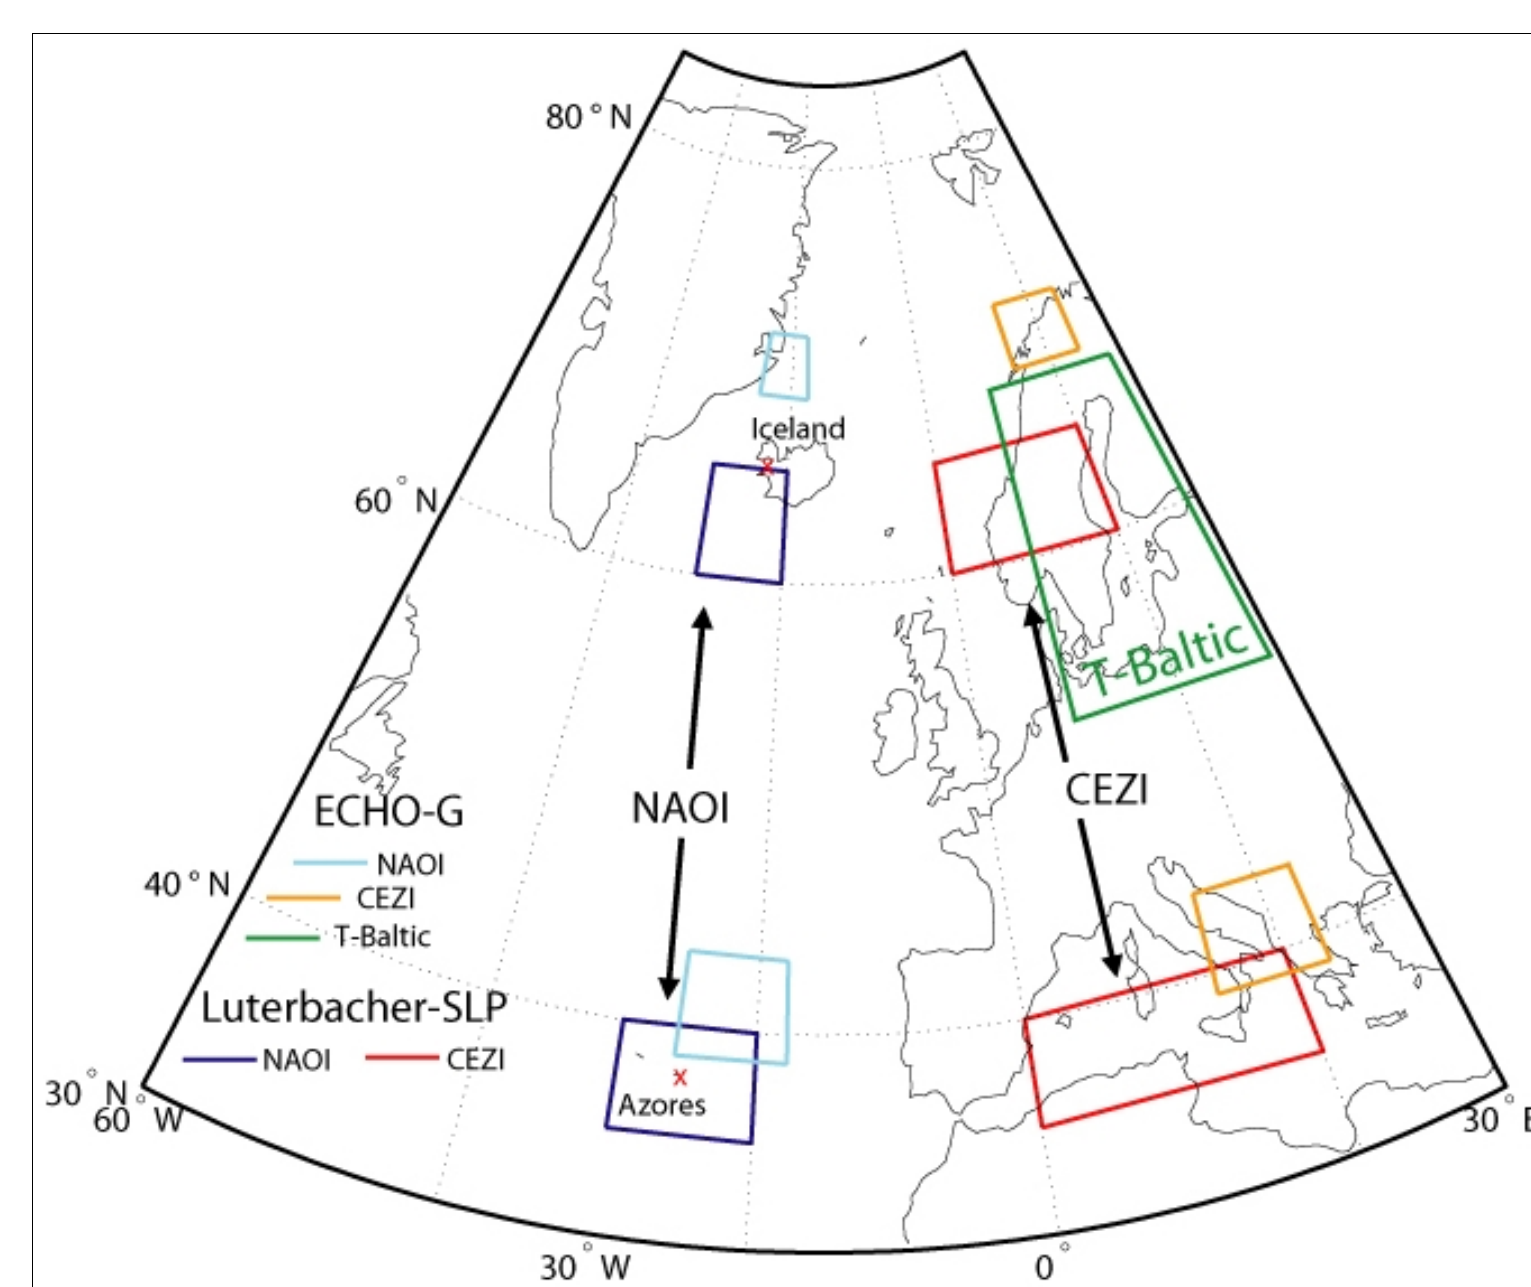 80°N
Iceland
60°N
T-Baltic
NAOI
CEZI
ECHO-G
NAOI
40°N
CEZI
T-Baltic
Luterbacher-SLP
NAOI CEZI
x
x
Azores
30°N
60°W
30°E
30°W
0°